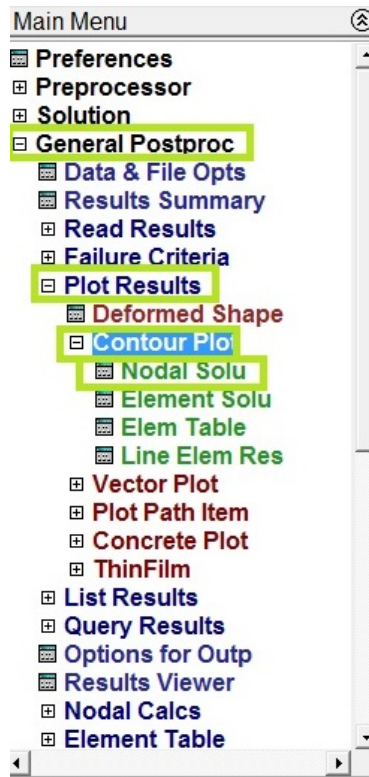 Main Menu
Preferences
Preprocessor
Solution
General Postproc
Data & File Opts
Results Summary
Read Results
Failure Criteria
Plot Results
Deformed Shape
Contour Plot
Nodal Solu
Element Solu
Elem Table
Line Elem Res
Vector Plot
Plot Path Item
Concrete Plot
ThinFilm
List Results
Query Results
Options for Outp
Results Viewer
Nodal Calcs
Element Table